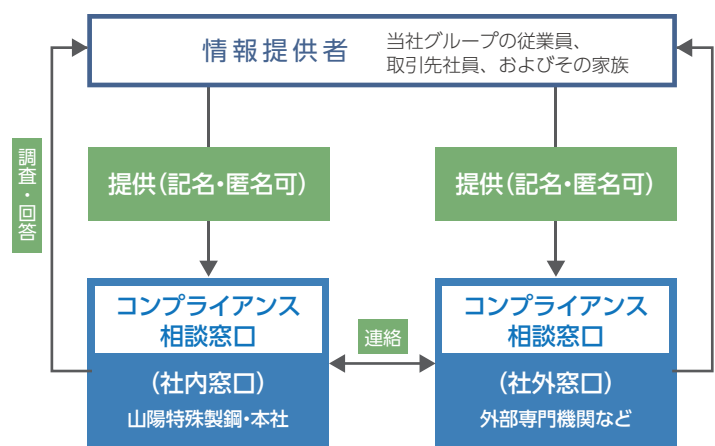 情報提供者
当社グループの従業員、
取引先社員、およびその家族
調査・回答
提供(記名・匿名可)
提供(記名・匿名可)
コンプライアンス
相談窓口
(社内窓口)
山陽特殊製鋼・本社
連絡
コンプライアンス
相談窓口
(社外窓口)
外部専門機関など